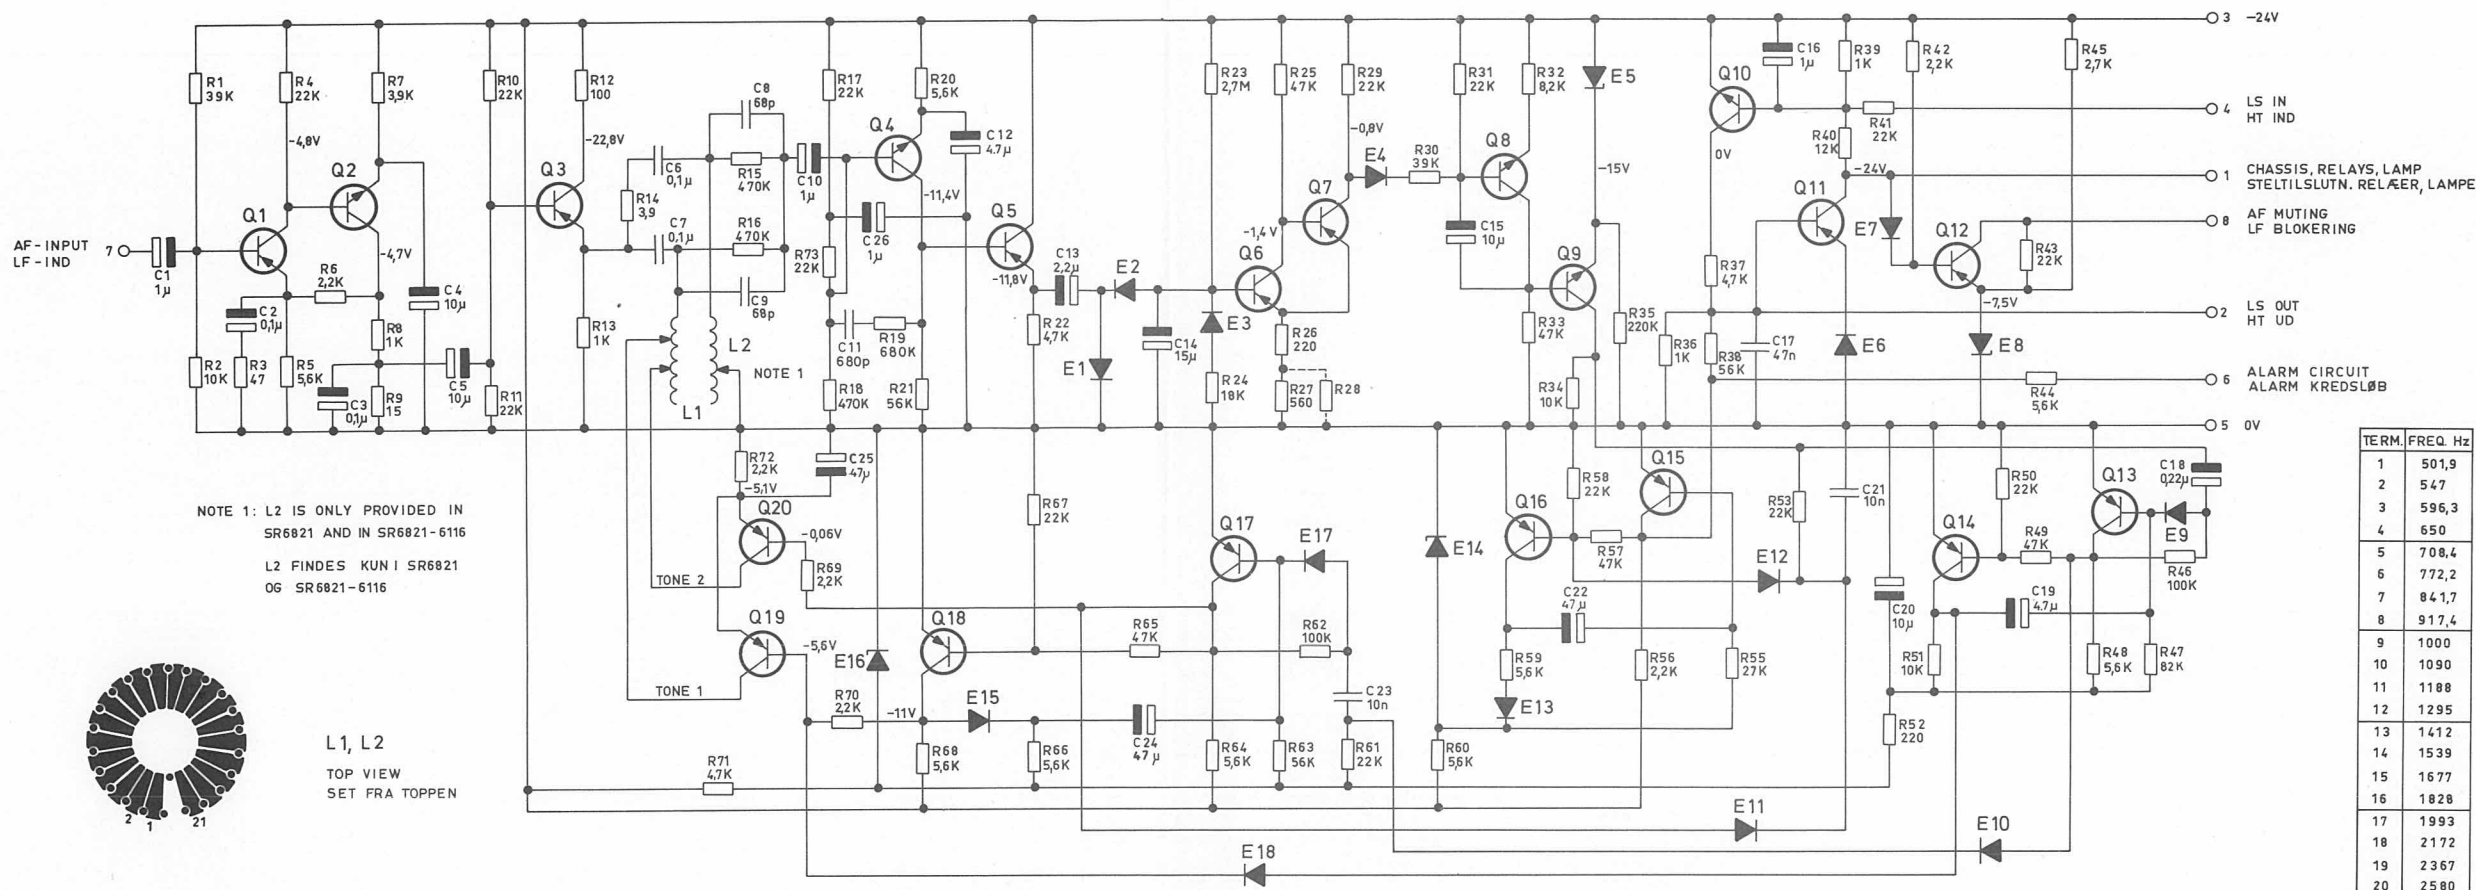 3 –24V
R1 39K
R4 22K
R7 3,9K
R10 22K
R12 100
C8 68p
R17 22K
R20 5,6K
R23 2,7M
R25 47K
R29 22K
R31 22K
R32 8,2K
E5
Q10
C16 1µ
R39 1K
R42 2,2K
R45 2,7K
4 LS IN
HT IND
R41 22K
R40 12K
0V
-4,8V
-22,8V
Q4
C12 4,7µ
-0,8V
E4
R30 39K
Q8
-15V
-24V
Q2
Q3
C6 0,1µ
R15 470K
C10 1µ
-11,4V
1 CHASSIS, RELAYS, LAMP
STELTILSLUTN. RELÆER, LAMPE
Q1
R14 3,9
C7 0,1µ
R16 470K
C26 1µ
Q5
Q7
C15 10µ
Q11
E7
Q12
8 AF MUTING
LF BLOKERING
AF-INPUT
LF-IND
7
C1 1µ
R6 2,2K
-4,7V
R73 22K
-11,8V
C13 2,2µ
E2
-1,4V
Q6
Q9
R37 4,7K
R43 22K
-7,5V
C2 0,1µ
C4 10µ
C9 68p
2 LS OUT
HT UD
R8 1K
R13 1K
L2
NOTE 1
L1
C11 680p
R19 680K
R22 4,7K
E1
C14 15µ
E3
R26 220
R33 47K
R35 220K
R36 1K
R38 56K
C17 47n
E6
E8
R2 10K
R3 47
R5 5,6K
C3 0,1µ
R9 15
C5 10µ
R11 22K
R18 470K
R21 56K
R24 18K
R27 560
R28
R34 10K
R44 5,6K
6 ALARM CIRCUIT
ALARM KREDSLØB
5 0V
R72 2,2K
C25 47µ
-5,1V
Q20
-0,06V
R69 2,2K
TONE 2
Q19
-5,6V
TONE 1
R70 2,2K
-11V
E16
Q18
E15
R67 22K
R65 47K
Q17
E17
R62 100K
C23 10n
C24 47µ
R71 4,7K
R68 5,6K
R66 5,6K
R64 5,6K
R63 56K
R61 22K
E14
Q16
R58 22K
Q15
R57 47K
C22 47µ
R59 5,6K
E13
R56 2,2K
R55 27K
R60 5,6K
R53 22K
E12
C21 10n
C20 10µ
Q14
R50 22K
R49 47K
Q13
C18 0,22µ
E9
R46 100K
C19 4,7µ
R51 10K
R48 5,6K
R47 82K
R52 220
E11
E10
E18
NOTE 1: L2 IS ONLY PROVIDED IN
SR6821 AND IN SR6821-6116
L2 FINDES KUN I SR6821
OG SR6821-6116
L1, L2
TOP VIEW
SET FRA TOPPEN
2 1 21
TERM. FREQ. Hz
1 501,9
2 547
3 596,3
4 650
5 708,4
6 772,2
7 841,7
8 917,4
9 1000
10 1090
11 1188
12 1295
13 1412
14 1539
15 1677
16 1828
17 1993
18 2172
19 2367
20 2580